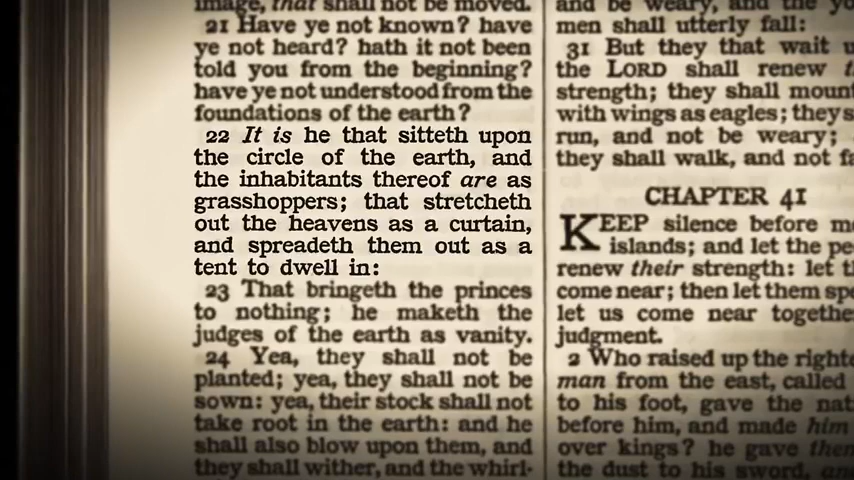 image, that shall not be moved.
21 Have ye not known? have
ye not heard? hath it not been
told you from the beginning?
have ye not understood from the
foundations of the earth?
22 It is he that sitteth upon
the circle of the earth, and
the inhabitants thereof are as
grasshoppers; that stretcheth
out the heavens as a curtain,
and spreadeth them out as a
tent to dwell in:
23 That bringeth the princes
to nothing; he maketh the
judges of the earth as vanity.
24 Yea, they shall not be
planted; yea, they shall not be
sown: yea, their stock shall not
take root in the earth: and he
shall also blow upon them, and
they shall wither, and the whirl-
and be weary, and the
men shall utterly fall:
31 But they that wait
the LORD shall renew
strength; they shall
with wings as eagles; they
run, and not be weary;
they shall walk, and not
CHAPTER 41
KEEP silence before
islands; and let the
renew their strength: let
come near; then let them
let us come near together
judgment.
2 Who raised up the
man from the east, called
to his foot, gave the
before him, and made him
over kings? he gave
the dust to his sword,